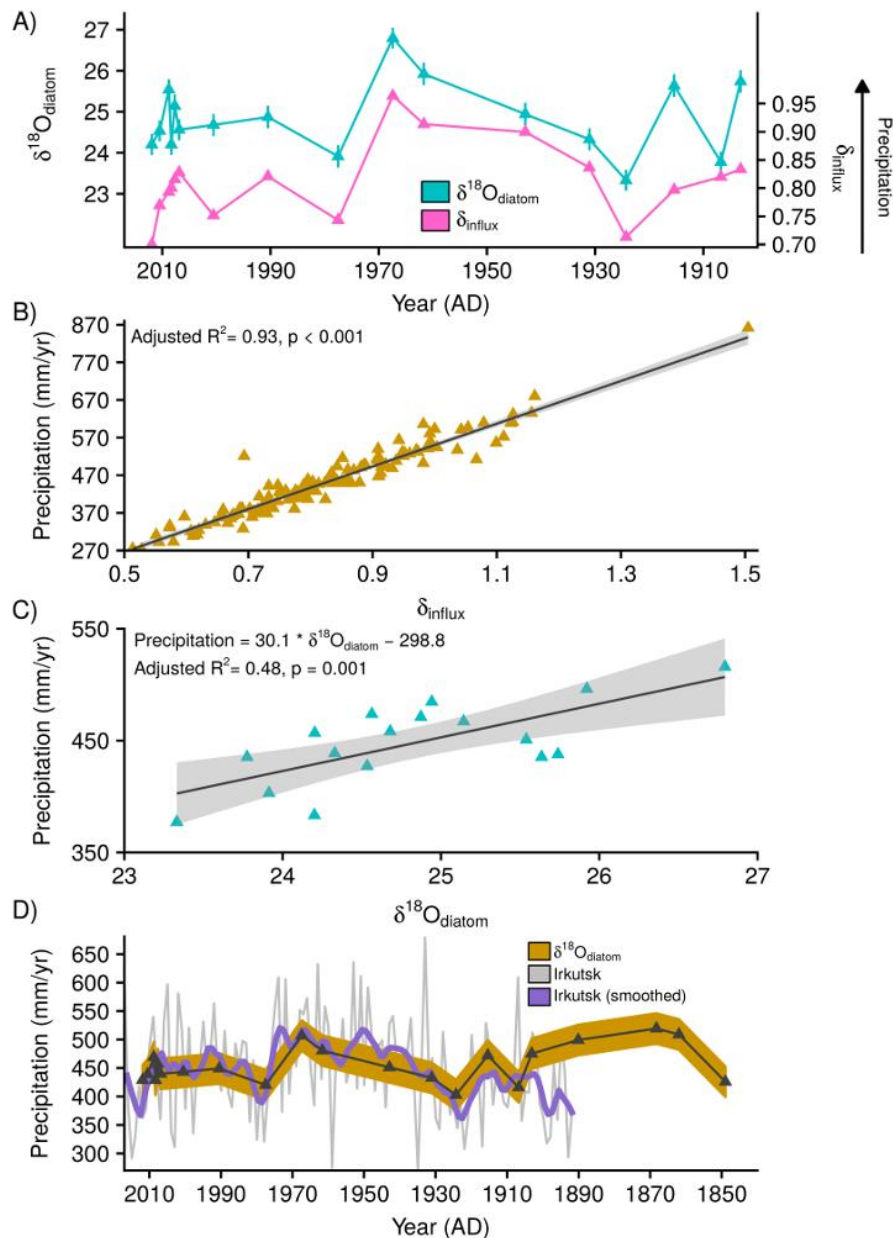 A)
27
26
25
24
23
δ18Odiatom
0.95
0.90
0.85
0.80
0.75
0.70
δinflux
Precipitation
δ18Odiatom
δinflux
2010 1990 1970 1950 1930 1910
Year (AD)
B)
Adjusted R2= 0.93, p < 0.001
870
770
670
570
470
370
270
Precipitation (mm/yr)
0.5 0.7 0.9 1.1 1.3 1.5
δinflux
C)
Precipitation = 30.1 * δ18Odiatom − 298.8
Adjusted R2= 0.48, p = 0.001
550
450
350
Precipitation (mm/yr)
23 24 25 26 27
δ18Odiatom
D)
650
600
550
500
450
400
350
300
Precipitation (mm/yr)
δ18Odiatom
Irkutsk
Irkutsk (smoothed)
2010 1990 1970 1950 1930 1910 1890 1870 1850
Year (AD)